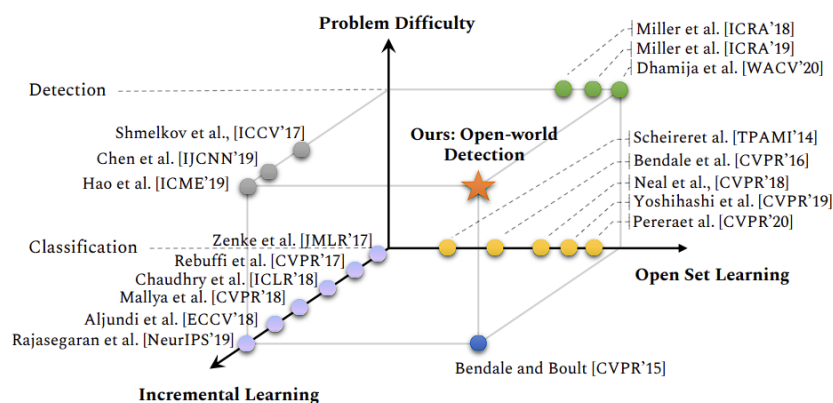 Problem Difficulty
Miller et al. [ICRA'18]
Miller et al. [ICRA'19]
Dhamija et al. [WACV'20]
Detection
Shmelkov et al., [ICCV'17]
Chen et al. [IJCNN'19]
Hao et al. [ICME'19]
Ours: Open-world
Detection
Scheireret al. [TPAMI'14]
Bendale et al. [CVPR'16]
Neal et al., [CVPR'18]
Yoshihashi et al. [CVPR'19]
Pereraet al. [CVPR'20]
Classification
Zenke et al. [JMLR'17]
Rebuffi et al. [CVPR'17]
Chaudhry et al. [ICLR'18]
Mallya et al. [CVPR'18]
Aljundi et al. [ECCV'18]
Rajasegaran et al. [NeurIPS'19]
Open Set Learning
Bendale and Boult [CVPR'15]
Incremental Learning